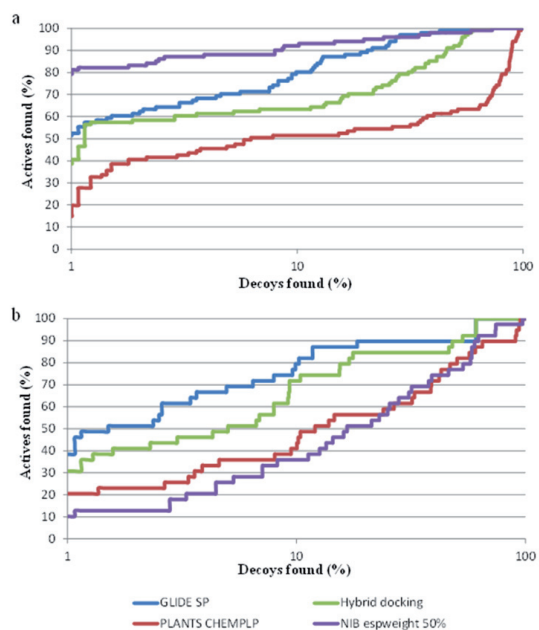 a
100
90
80
70
60
50
40
30
20
10
0
Actives found (%)
1 10 100
Decoys found (%)
b
100
90
80
70
60
50
40
30
20
10
0
Actives found (%)
1 10 100
Decoys found (%)
GLIDE SP Hybrid docking
PLANTS CHEMPLP NIB espweight 50%